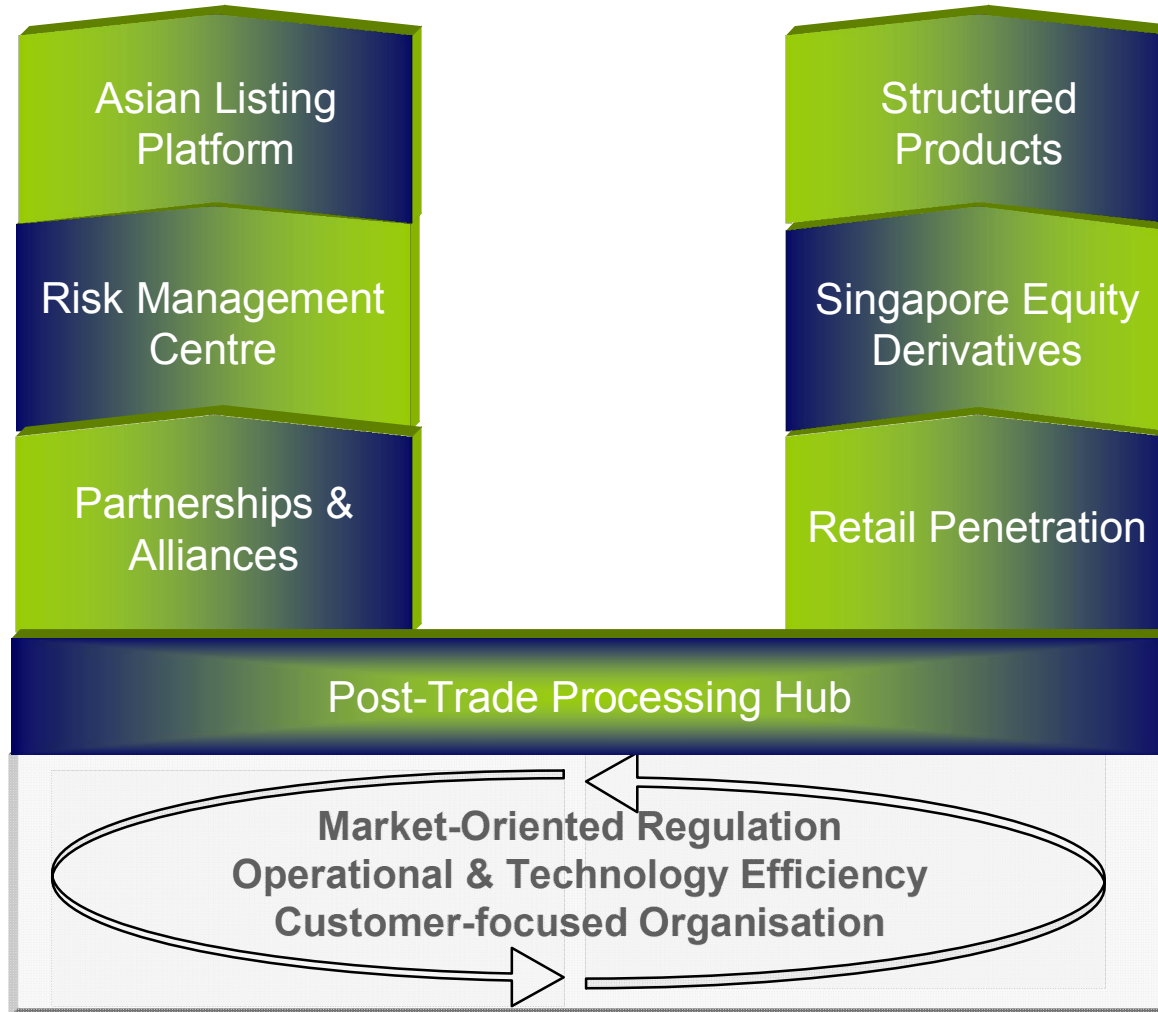 Asian Listing
Platform
Structured
Products
Risk Management
Centre
Singapore Equity
Derivatives
Partnerships &
Alliances
Retail Penetration
Post-Trade Processing Hub
Market-Oriented Regulation
Operational & Technology Efficiency
Customer-focused Organisation